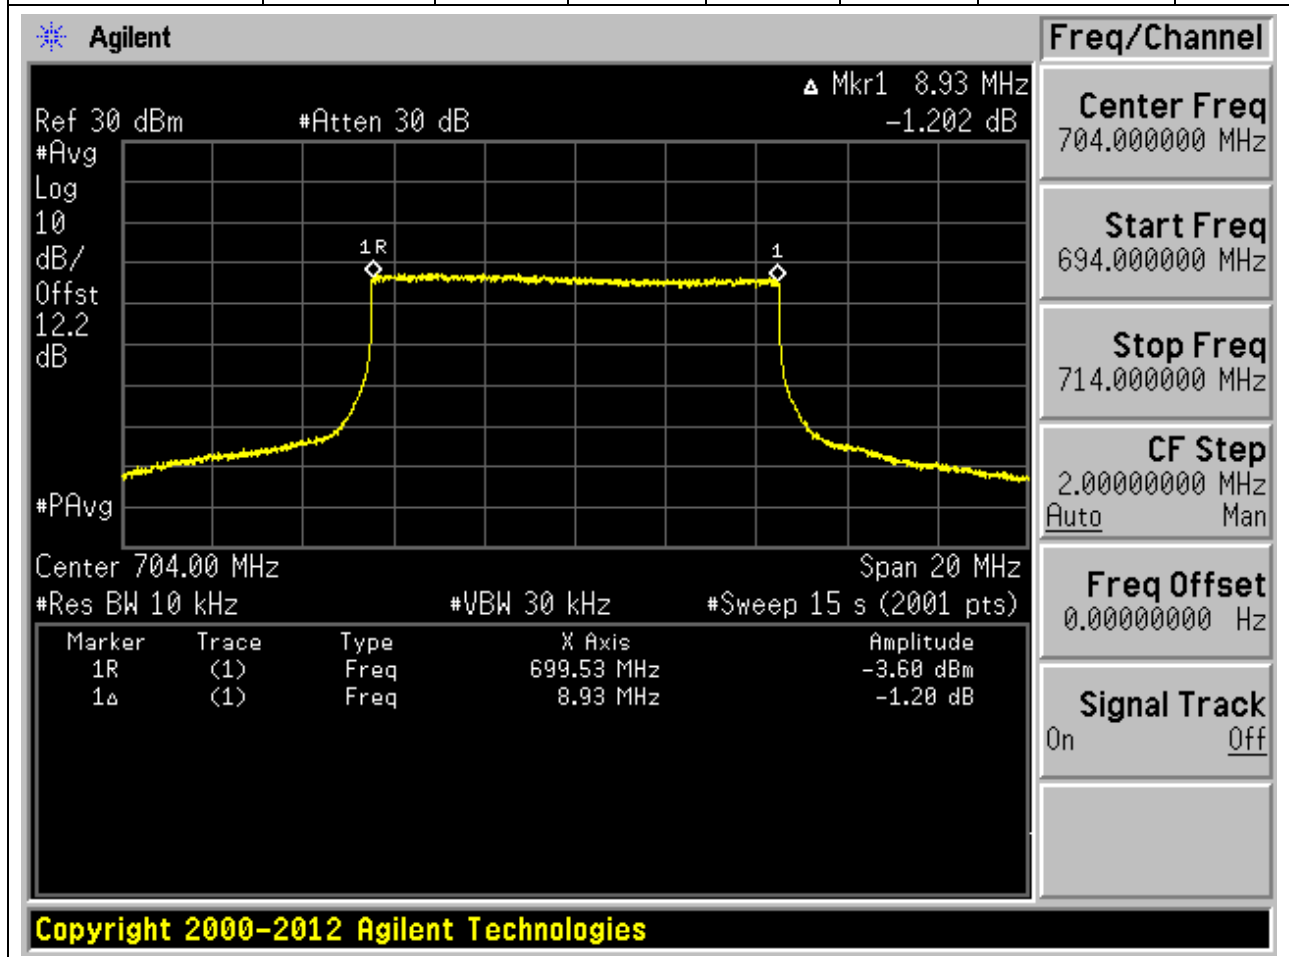 Agilent
Freq/Channel
△ Mkr1 8.93 MHz
Ref 30 dBm #Atten 30 dB -1.202 dB
#Avg
Log
10
dB/
Offst
12.2
dB
1R
1
#PAvg
Center 704.00 MHz Span 20 MHz
#Res BW 10 kHz #VBW 30 kHz #Sweep 15 s (2001 pts)
Marker Trace Type X Axis Amplitude
1R (1) Freq 699.53 MHz -3.60 dBm
1△ (1) Freq 8.93 MHz -1.20 dB
Center Freq
704.000000 MHz
Start Freq
694.000000 MHz
Stop Freq
714.000000 MHz
CF Step
2.00000000 MHz
Auto Man
Freq Offset
0.00000000 Hz
Signal Track
On Off
Copyright 2000-2012 Agilent Technologies